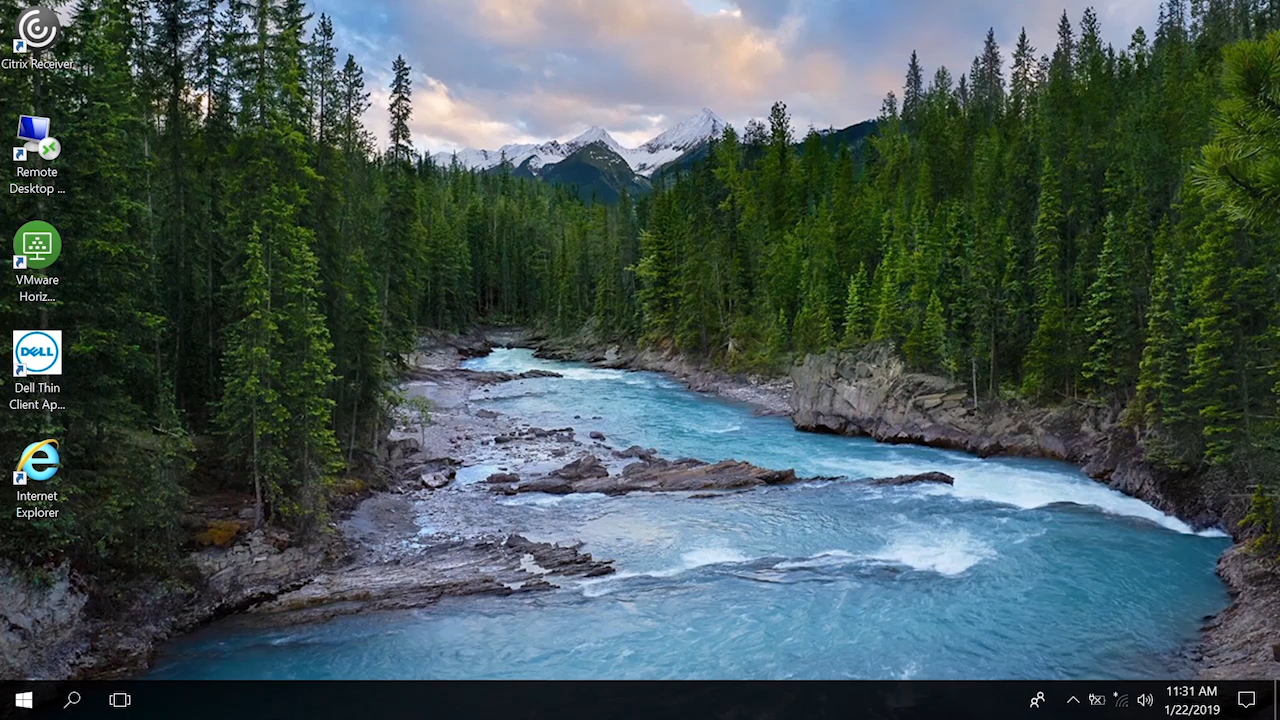 Citrix Receiver
Remote
Desktop ...
VMware
Horiz...
DELL
Dell Thin
Client Ap...
Internet
Explorer
11:31 AM
1/22/2019